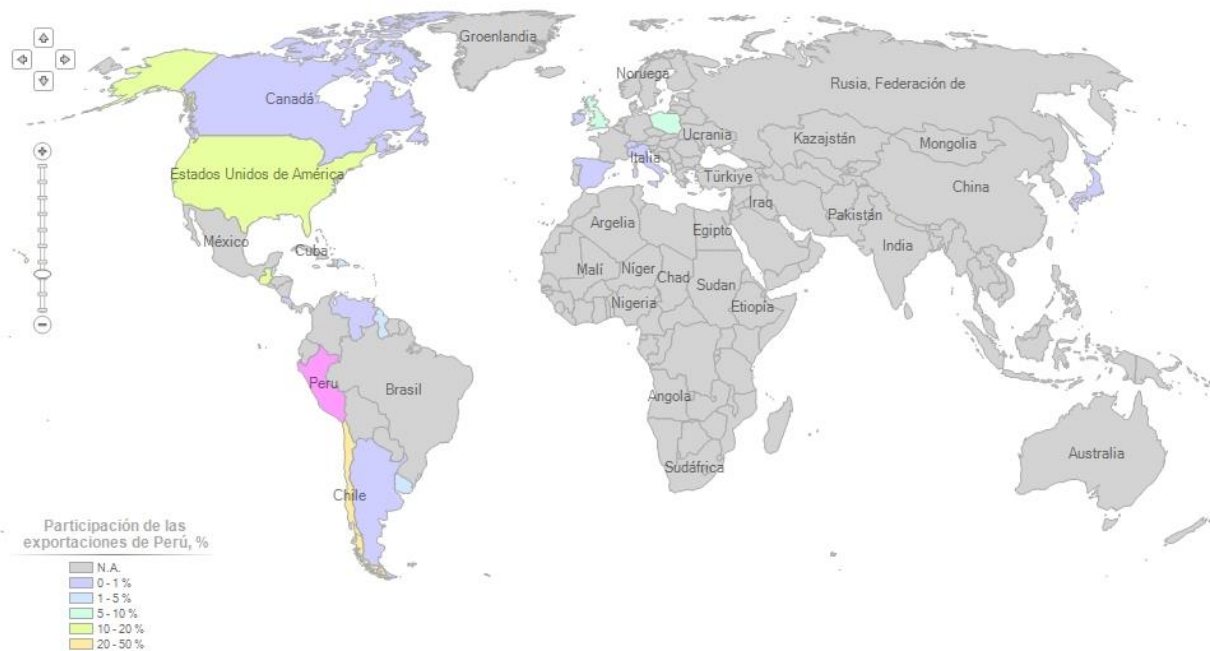 Groenlandia
Noruega
Rusia, Federación de
Canadá
Ucrania
Kazajstán
Mongolia
Italia
Estados Unidos de América
Türkiye
China
Iraq
Pakistán
Argelia
Egipto
México
Cuba
India
Malí
Níger
Chad
Sudan
Nigeria
Etiopía
Peru
Brasil
Angola
Australia
Sudáfrica
Chile
Participación de las
exportaciones de Perú, %
N.A.
0 - 1 %
1 - 5 %
5 - 10 %
10 - 20 %
20 - 50 %